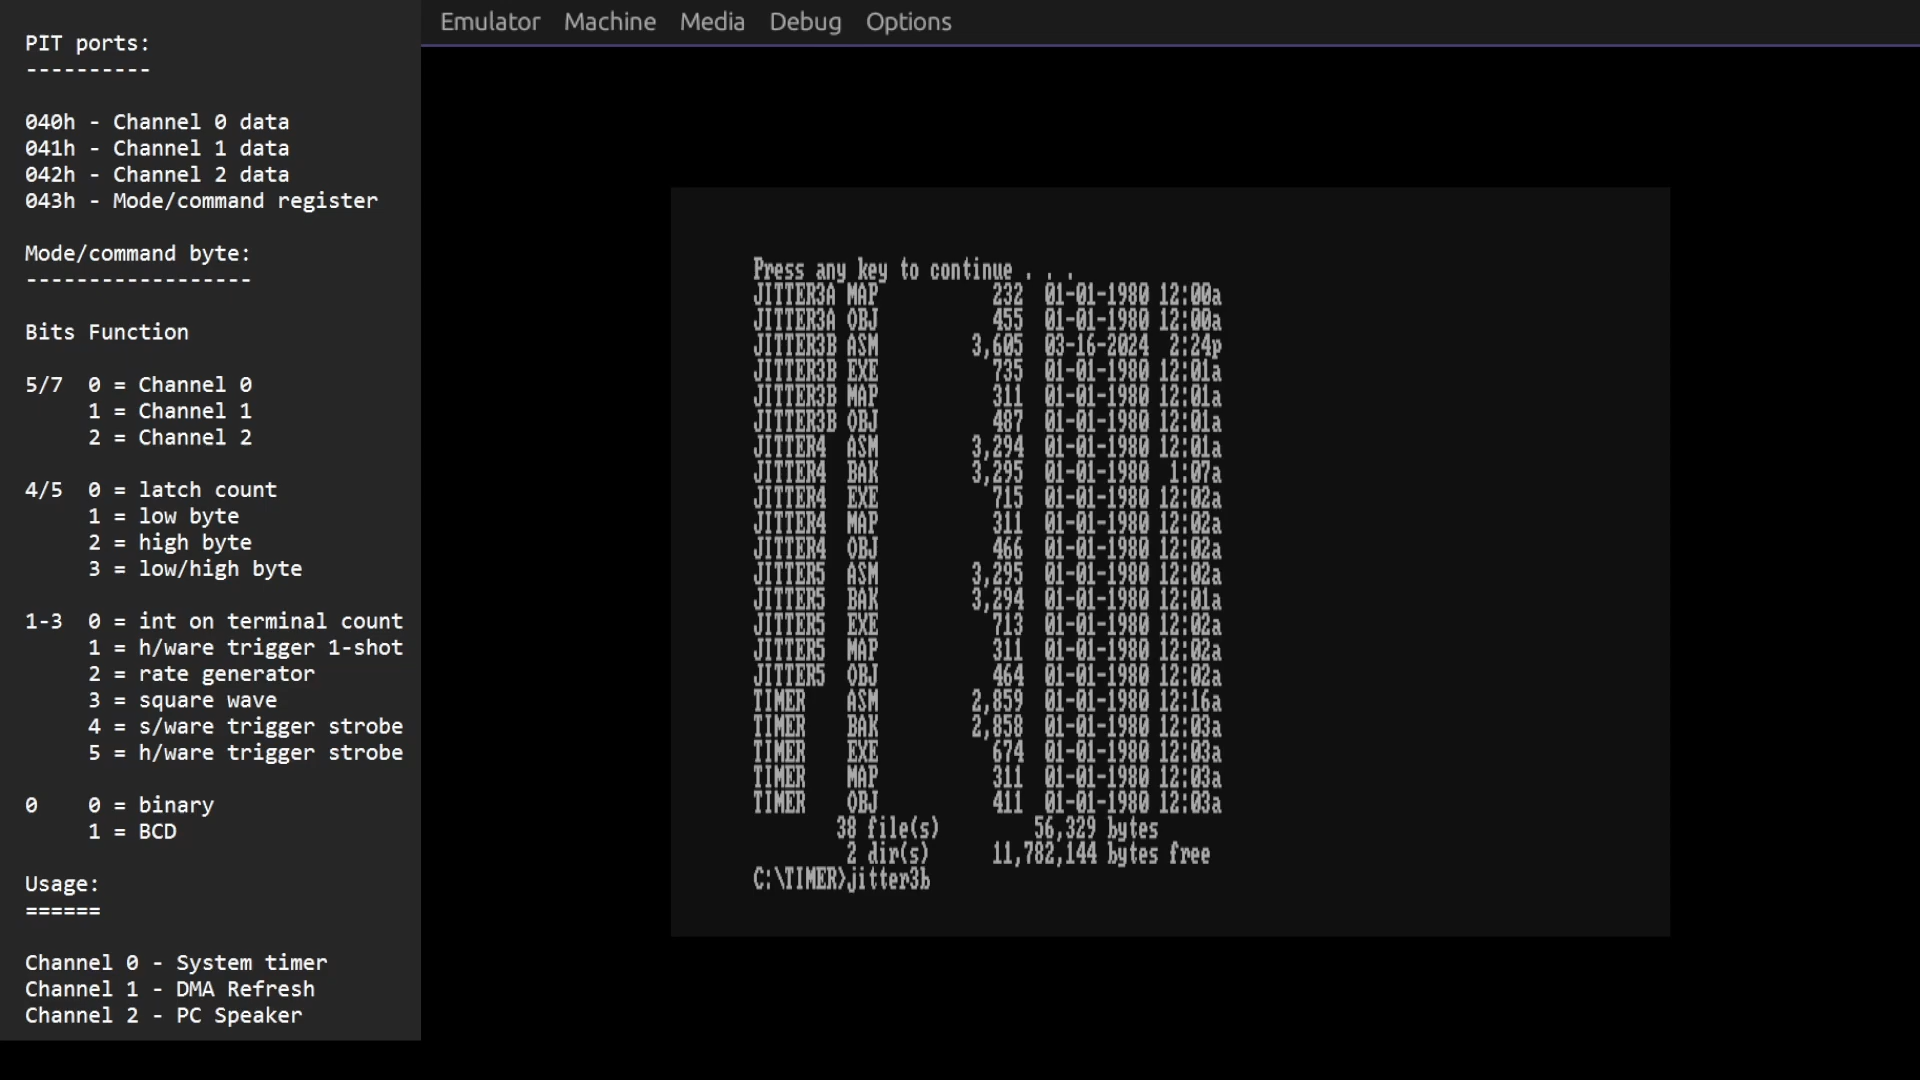 PIT ports:
----------
040h - Channel 0 data
041h - Channel 1 data
042h - Channel 2 data
043h - Mode/command register
Mode/command byte:
------------------
Bits Function
5/7  0 = Channel 0
     1 = Channel 1
     2 = Channel 2
4/5  0 = latch count
     1 = low byte
     2 = high byte
     3 = low/high byte
1-3  0 = int on terminal count
     1 = h/ware trigger 1-shot
     2 = rate generator
     3 = square wave
     4 = s/ware trigger strobe
     5 = h/ware trigger strobe
0    0 = binary
     1 = BCD
Usage:
======
Channel 0 - System timer
Channel 1 - DMA Refresh
Channel 2 - PC Speaker
Emulator Machine Media Debug Options
Press any key to continue . . .
JITTER3A MAP           232  01-01-1980 12:00a
JITTER3A OBJ           455  01-01-1980 12:00a
JITTER3B ASM         3,605  03-16-2024  2:24p
JITTER3B EXE           735  01-01-1980 12:01a
JITTER3B MAP           311  01-01-1980 12:01a
JITTER3B OBJ           487  01-01-1980 12:01a
JITTER4  ASM         3,294  01-01-1980 12:01a
JITTER4  BAK         3,295  01-01-1980  1:07a
JITTER4  EXE           715  01-01-1980 12:02a
JITTER4  MAP           311  01-01-1980 12:02a
JITTER4  OBJ           466  01-01-1980 12:02a
JITTER5  ASM         3,295  01-01-1980 12:02a
JITTER5  BAK         3,294  01-01-1980 12:01a
JITTER5  EXE           713  01-01-1980 12:02a
JITTER5  MAP           311  01-01-1980 12:02a
JITTER5  OBJ           464  01-01-1980 12:02a
TIMER    ASM         2,859  01-01-1980 12:16a
TIMER    BAK         2,858  01-01-1980 12:03a
TIMER    EXE           674  01-01-1980 12:03a
TIMER    MAP           311  01-01-1980 12:03a
TIMER    OBJ           411  01-01-1980 12:03a
        38 file(s)         56,329 bytes
         2 dir(s)      11,782,144 bytes free
C:\TIMER>jitter3b